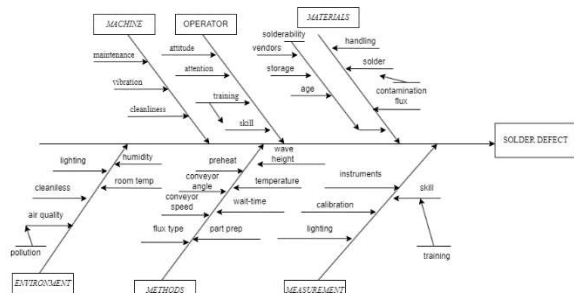 MACHINE
OPERATOR
MATERIALS
maintenance
vibration
cleanliness
attitude
attention
training
skill
solderability
vendors
storage
age
handling
solder
contamination
flux
SOLDER DEFECT
lighting
cleanliless
air quality
pollution
humidity
room temp
ENVIRONMENT
preheat
conveyor
angle
conveyor
speed
flux type
wave
height
temperature
wait-time
part prep
METHODS
instruments
calibration
lighting
skill
training
MEASUREMENT